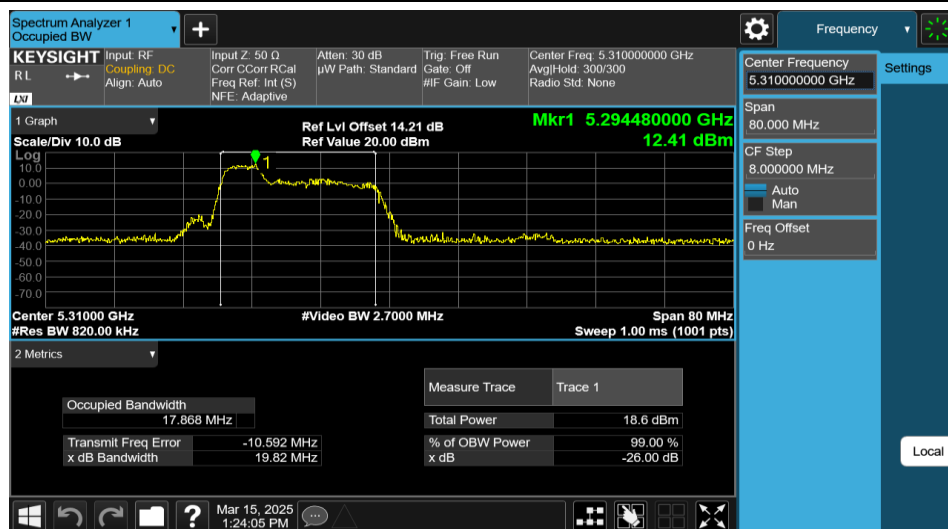 Spectrum Analyzer 1
Occupied BW
Frequency
KEYSIGHT
R L
LXI
Input: RF
Coupling: DC
Align: Auto
Input Z: 50 Ω
Corr CCorr RCal
Freq Ref: Int (S)
NFE: Adaptive
Atten: 30 dB
µW Path: Standard
Trig: Free Run
Gate: Off
#IF Gain: Low
Center Freq: 5.310000000 GHz
Avg|Hold: 300/300
Radio Std: None
Center Frequency
5.310000000 GHz
Settings
Span
80.000 MHz
CF Step
8.000000 MHz
Auto
Man
Freq Offset
0 Hz
Local
1 Graph
Scale/Div 10.0 dB
Ref Lvl Offset 14.21 dB
Ref Value 20.00 dBm
Mkr1 5.294480000 GHz
12.41 dBm
Log
1
10.0
0.00
-10.0
-20.0
-30.0
-40.0
-50.0
-60.0
-70.0
Center 5.31000 GHz
#Res BW 820.00 kHz
#Video BW 2.7000 MHz
Span 80 MHz
Sweep 1.00 ms (1001 pts)
2 Metrics
Measure Trace
Trace 1
Occupied Bandwidth
17.868 MHz
Total Power
18.6 dBm
Transmit Freq Error
-10.592 MHz
% of OBW Power
99.00 %
x dB Bandwidth
19.82 MHz
x dB
-26.00 dB
?
Mar 15, 2025
1:24:05 PM